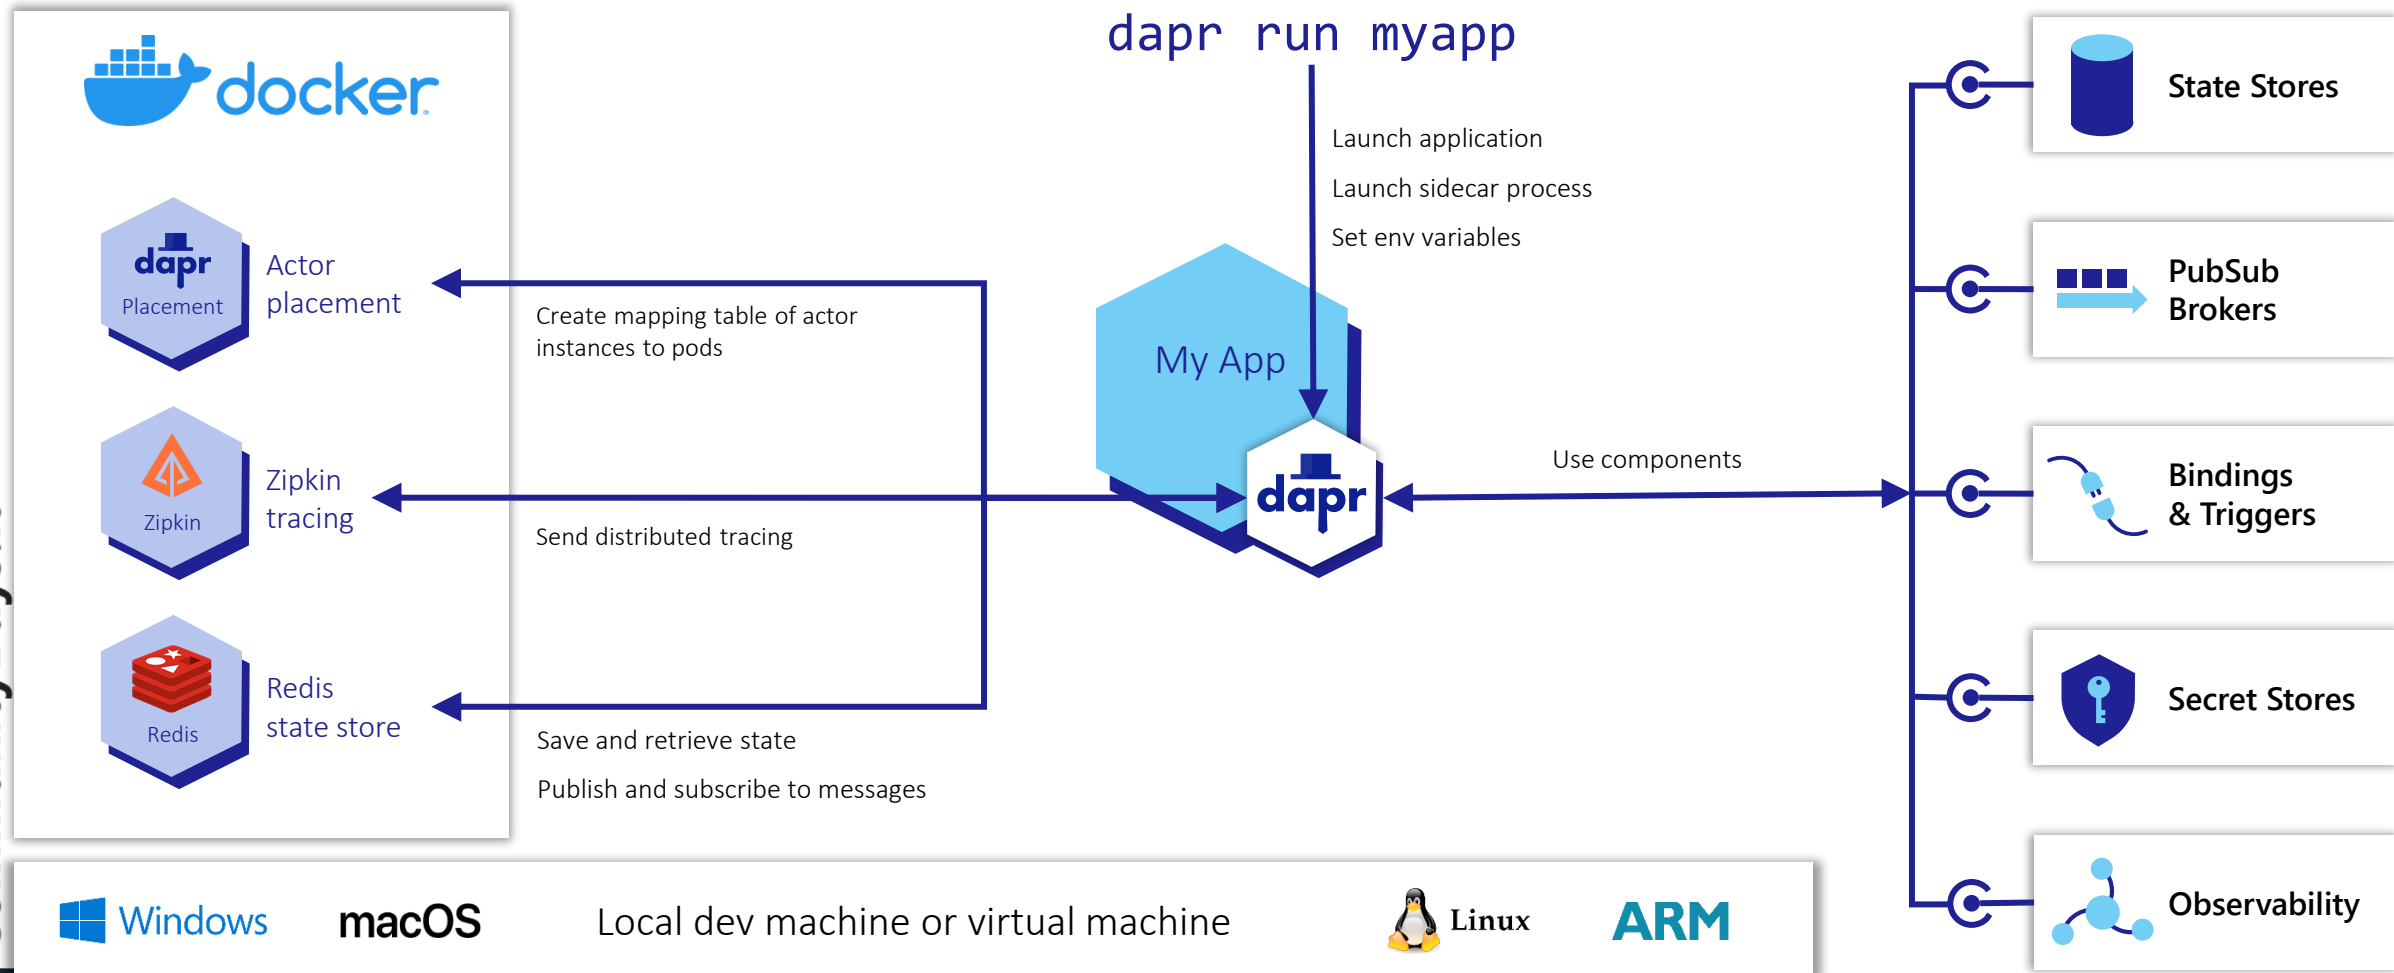 docker
dapr
Placement
Actor
placement
Zipkin
Zipkin
tracing
Redis
Redis
state store
Create mapping table of actor
instances to pods
Send distributed tracing
Save and retrieve state
Publish and subscribe to messages
dapr run myapp
Launch application
Launch sidecar process
Set env variables
My App
dapr
Use components
State Stores
PubSub
Brokers
Bindings
& Triggers
Secret Stores
Observability
Windows
macOS
Local dev machine or virtual machine
Linux
ARM